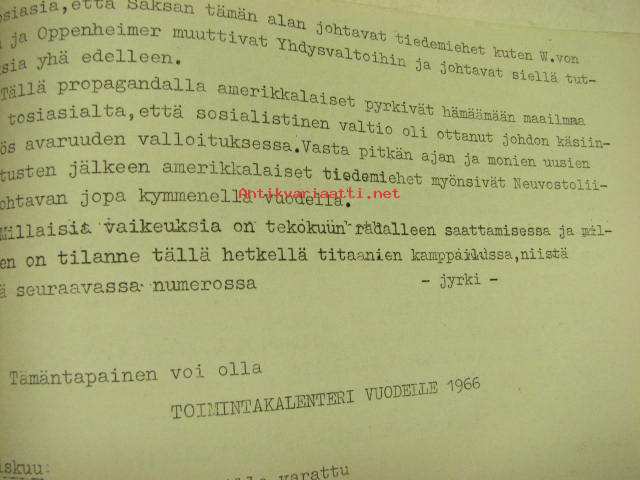 osiasia,että Saksan tämän alan johtavat tiedemiehet kuten W.von
ja Oppenheimer muuttivat Yhdysvaltoihin ja johtavat siellä tut-
sia yhä edelleen.
Tällä propagandalla amerikkalaiset pyrkivät hämäämään maailmaa
tosiasialta,että sosialistinen valtio oli ottanut johdon käsiin-
ös avaruuden valloituksessa.Vasta pitkän ajan ja monien uusien
tusten jälkeen amerikkalaiset tiedemiehet myönsivät Neuvostolii-
ohtavan jopa kymmenellä vuodella.
Antikvariaatti.net
Millaisia vaikeuksia on tekokuun radalleen saattamisessa ja mil-
en on tilanne tällä hetkellä titaanien kamppailussa,niistä
ä seuraavassa numerossa - jyrki -
Tämäntapainen voi olla
TOIMINTAKALENTERI VUODELLE 1966
iskuu:
varattu